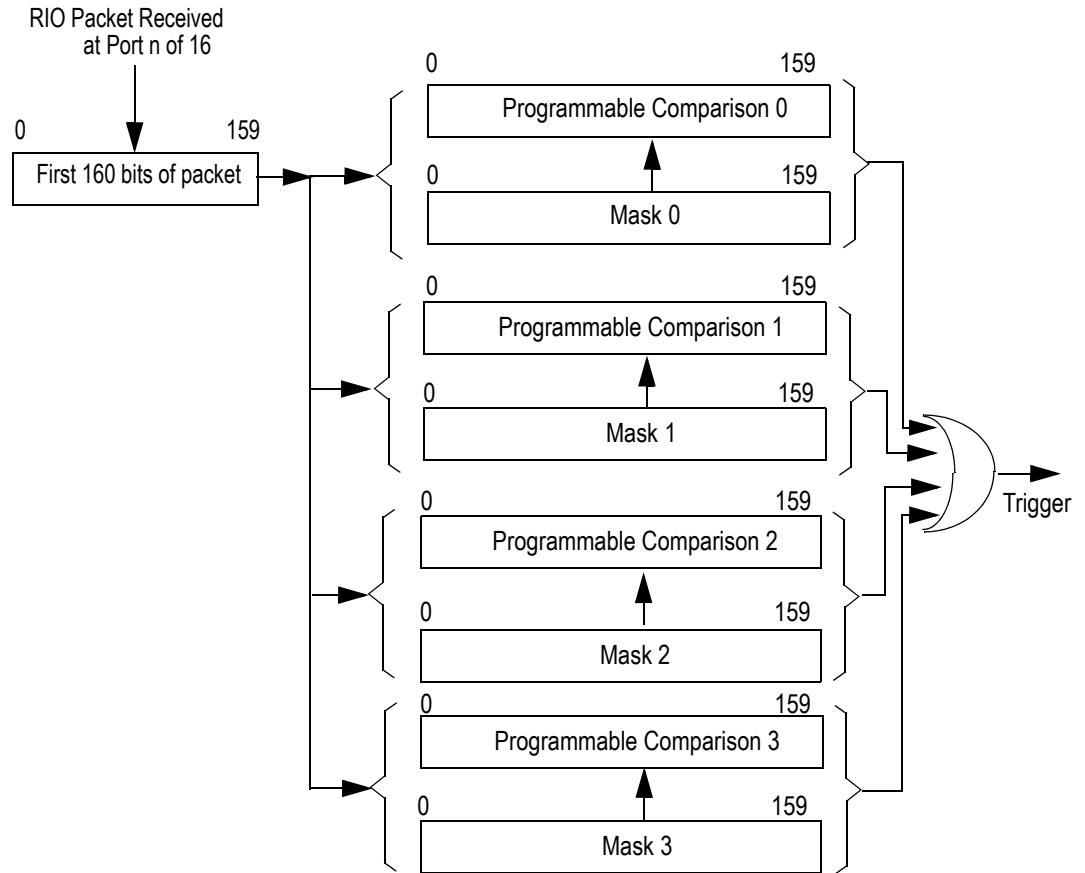 RIO Packet Received
at Port n of 16
0 159
First 160 bits of packet
0 159
Programmable Comparison 0
0 159
Mask 0
0 159
Programmable Comparison 1
0 159
Mask 1
0 159
Programmable Comparison 2
0 159
Mask 2
0 159
Programmable Comparison 3
0 159
Mask 3
Trigger